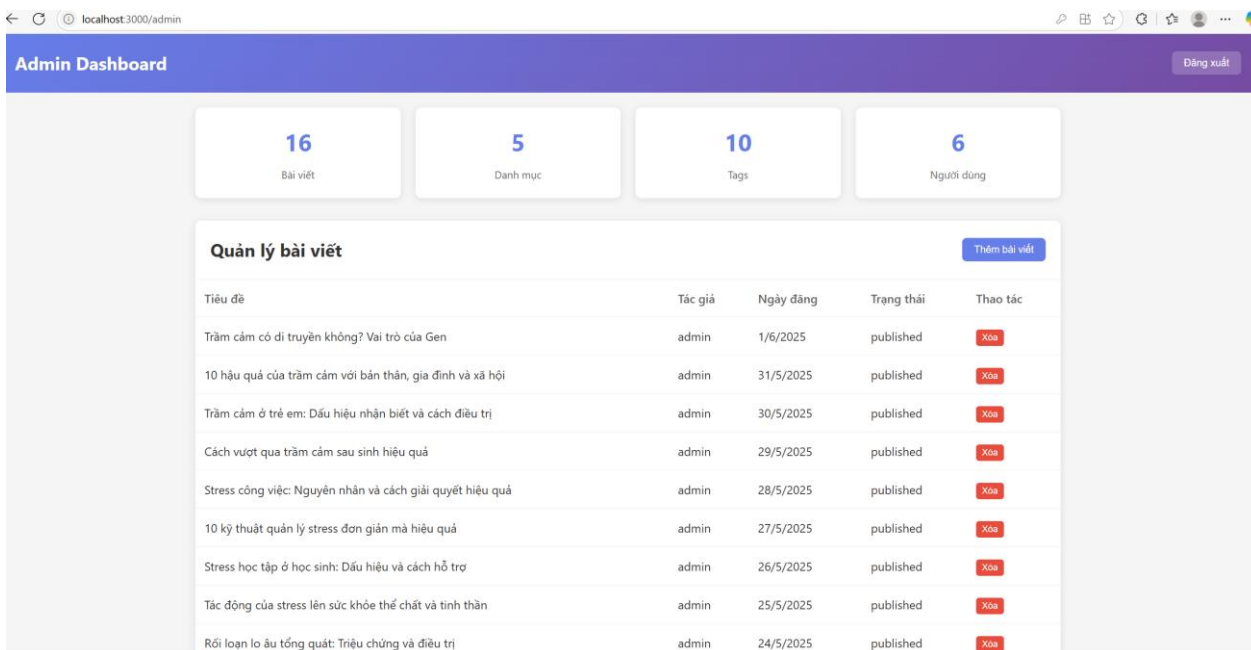 localhost:3000/admin
Admin Dashboard
Đăng xuất
16
5
10
6
Bài viết
Danh mục
Tags
Người dùng
Quản lý bài viết
Thêm bài viết
Tiêu đề Tác giả Ngày đăng Trạng thái Thao tác
Trầm cảm có di truyền không? Vai trò của Gen admin 1/6/2025 published Xóa
10 hậu quả của trầm cảm với bản thân, gia đình và xã hội admin 31/5/2025 published Xóa
Trầm cảm ở trẻ em: Dấu hiệu nhận biết và cách điều trị admin 30/5/2025 published Xóa
Cách vượt qua trầm cảm sau sinh hiệu quả admin 29/5/2025 published Xóa
Stress công việc: Nguyên nhân và cách giải quyết hiệu quả admin 28/5/2025 published Xóa
10 kỹ thuật quản lý stress đơn giản mà hiệu quả admin 27/5/2025 published Xóa
Stress học tập ở học sinh: Dấu hiệu và cách hỗ trợ admin 26/5/2025 published Xóa
Tác động của stress lên sức khỏe thể chất và tinh thần admin 25/5/2025 published Xóa
Rối loạn lo âu tổng quát: Triệu chứng và điều trị admin 24/5/2025 published Xóa